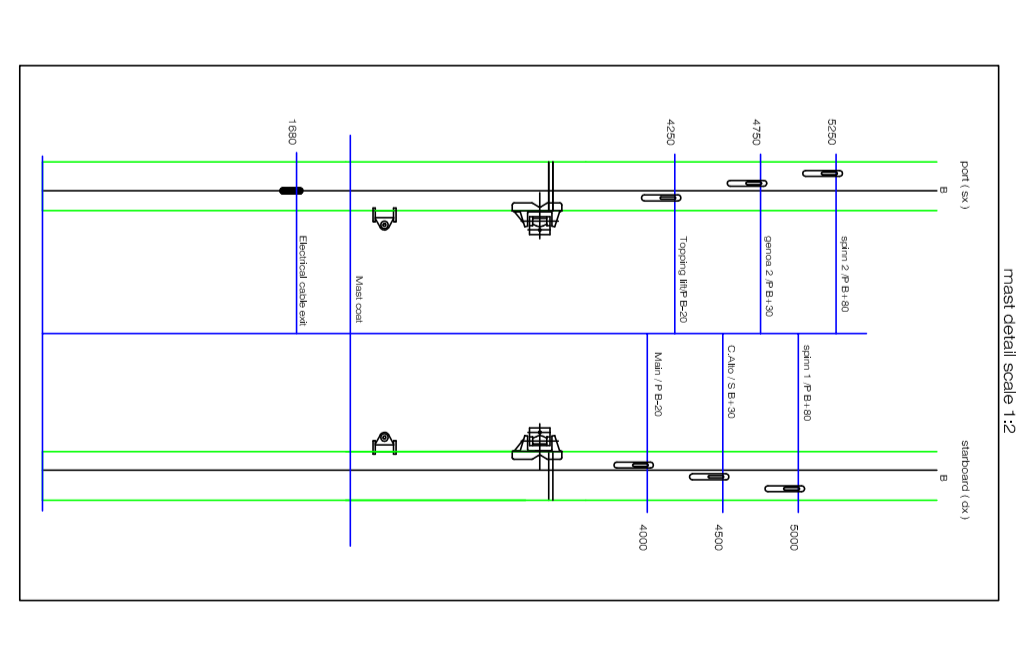 mast detail scale 1:2
port ( sx )
B
5250
4750
4250
1680
spinn 2 /P B+80
genoa 2 /P B+30
Topping lift/P B-20
Mast coat
Electrical cable exit
spinn 1 /P B+80
C.Alto / S B+30
Main / P B-20
starboard ( dx )
B
5000
4500
4000